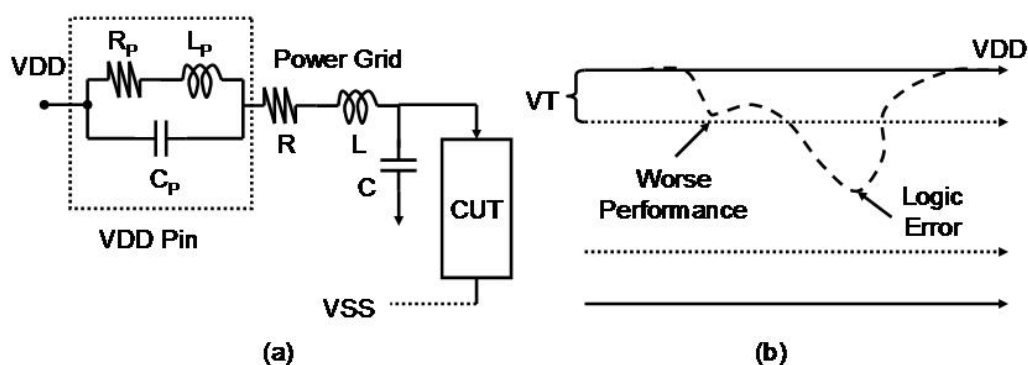 VDD
Rp
Lp
Cp
VDD Pin
Power Grid
R
L
C
CUT
VSS
(a)
VDD
VT
Worse
Performance
Logic
Error
(b)